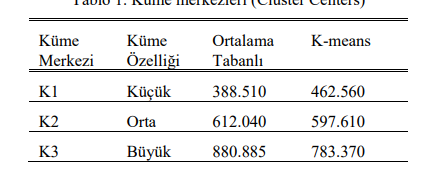 Tablo 1. Küme merkezleri (Cluster Centers)
Küme Merkezi Küme Özelliği Ortalama Tabanlı K-means
K1 Küçük 388.510 462.560
K2 Orta 612.040 597.610
K3 Büyük 880.885 783.370